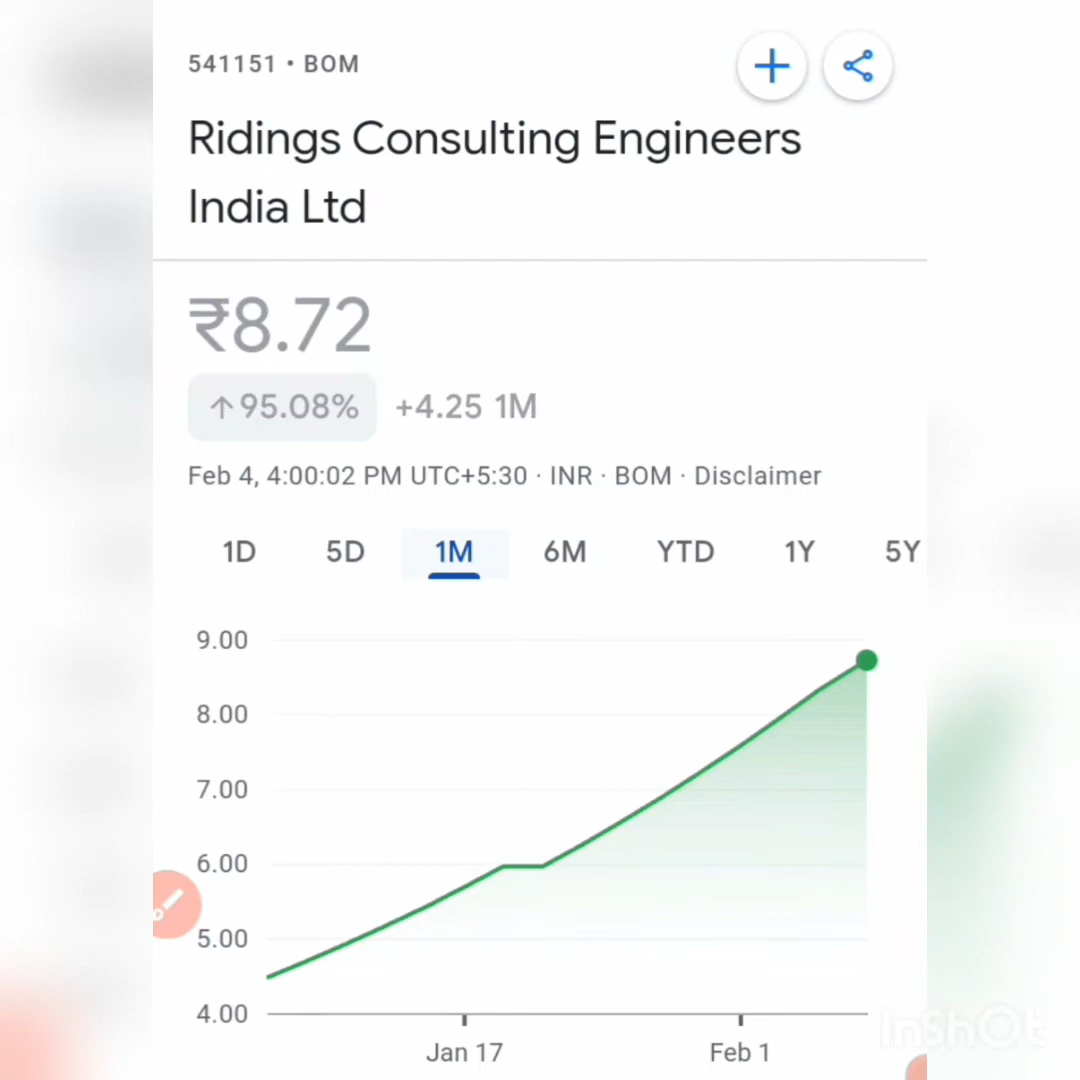 541151 • BOM
Ridings Consulting Engineers
India Ltd
₹8.72
↑95.08% +4.25 1M
Feb 4, 4:00:02 PM UTC+5:30 · INR · BOM · Disclaimer
1D 5D 1M 6M YTD 1Y 5Y
9.00
8.00
7.00
6.00
5.00
4.00
Jan 17 Feb 1
InShOt